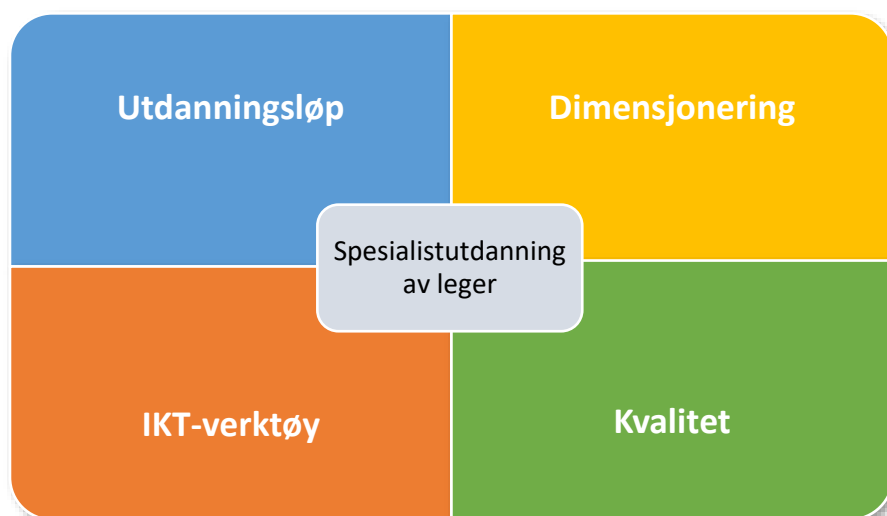 Utdanningsløp
Dimensjonering
Spesialistutdanning
av leger
IKT-verktøy
Kvalitet